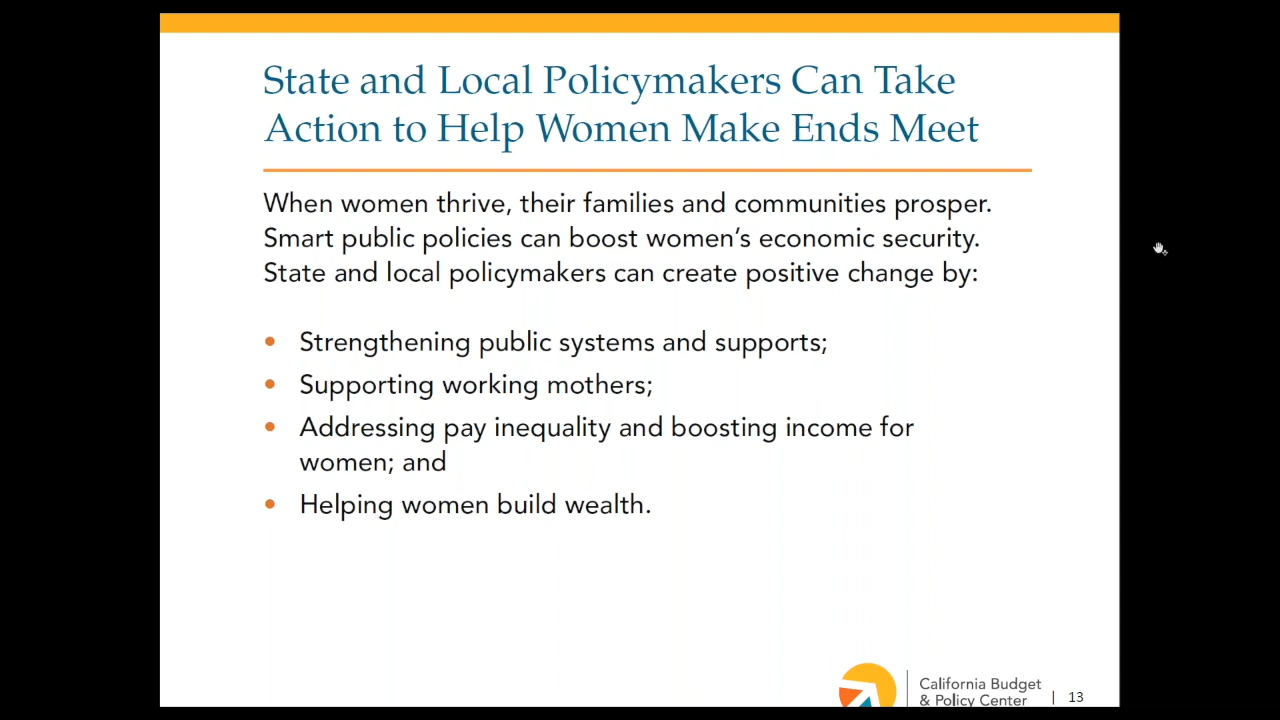 State and Local Policymakers Can Take
Action to Help Women Make Ends Meet
When women thrive, their families and communities prosper.
Smart public policies can boost women’s economic security.
State and local policymakers can create positive change by:
• Strengthening public systems and supports;
• Supporting working mothers;
• Addressing pay inequality and boosting income for
women; and
• Helping women build wealth.
California Budget
& Policy Center | 13